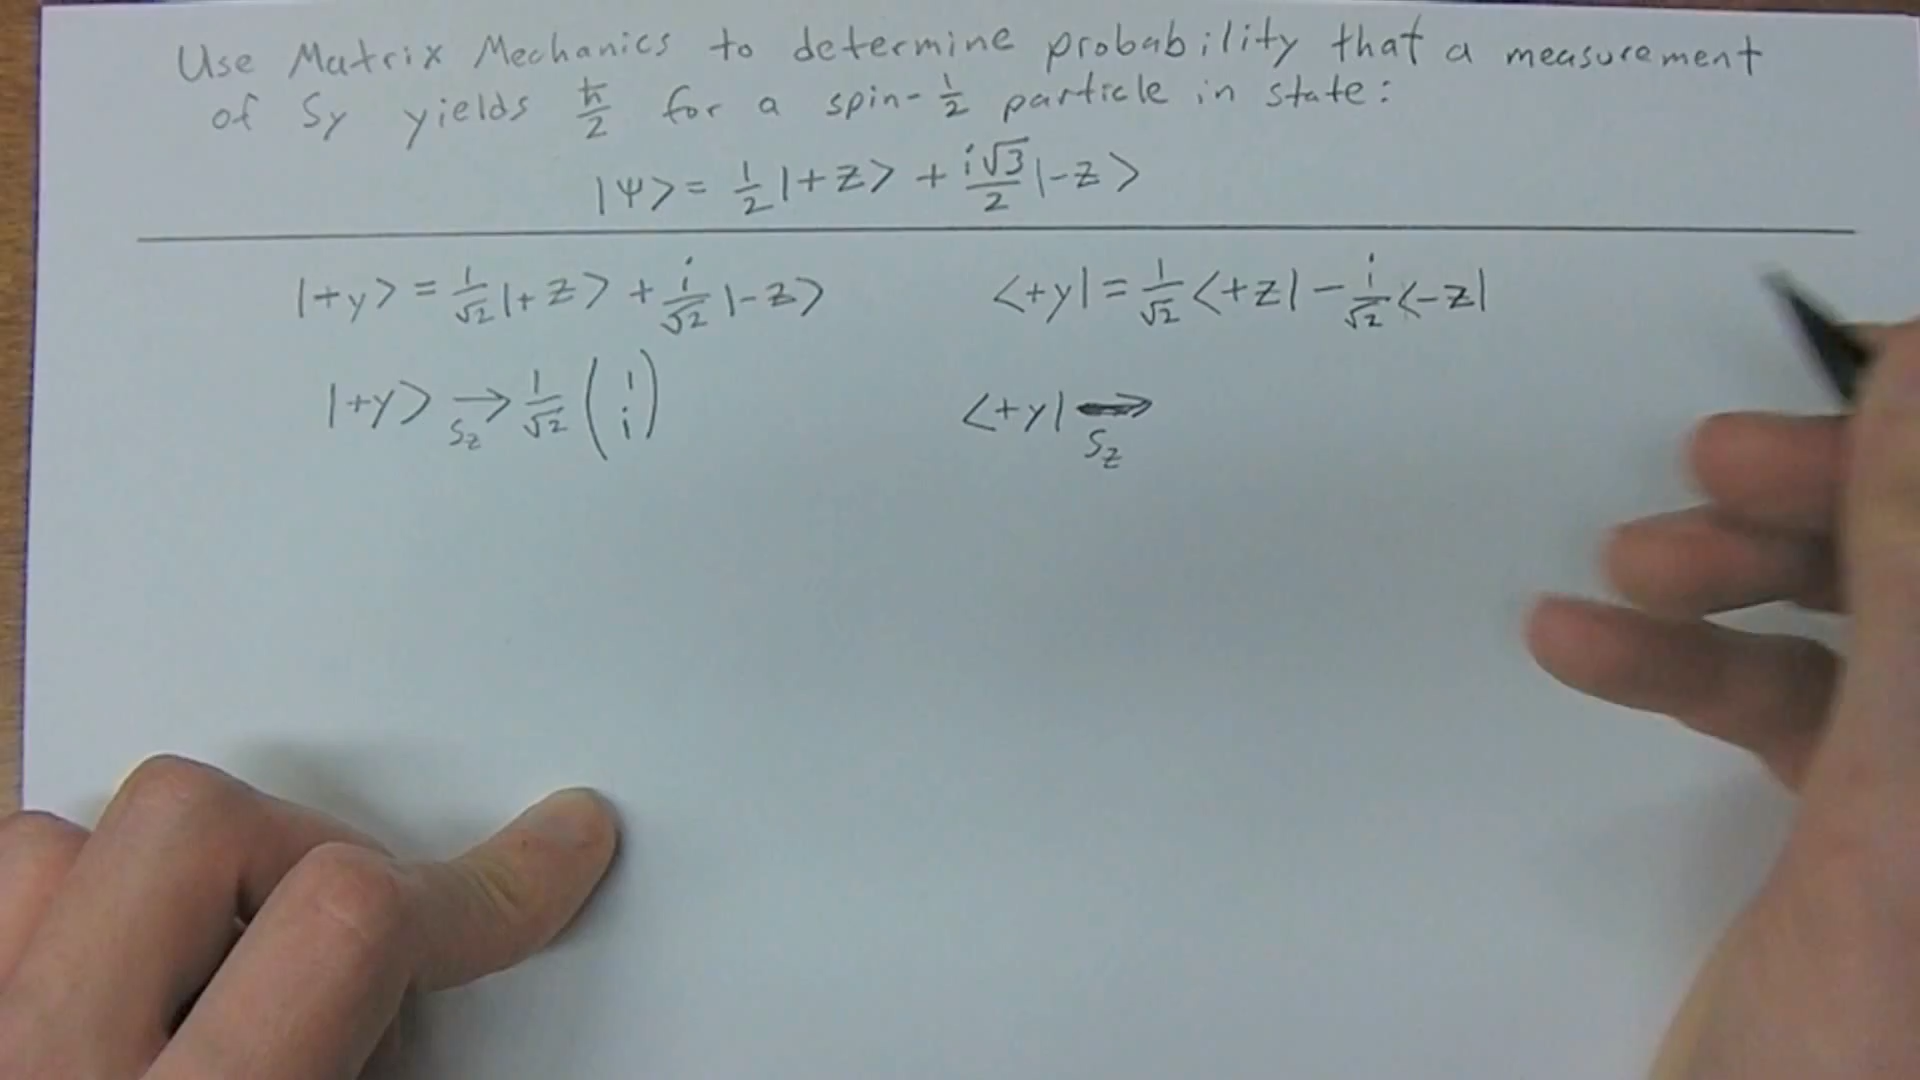 Use Matrix Mechanics to determine probability that a measurement
of Sy yields ħ/2 for a spin-1/2 particle in state:
|Ψ> = 1/2 |+z> + i√3/2 |-z>
|+y> = 1/√2 |+z> + i/√2 |-z>
<+y| = 1/√2 <+z| - i/√2 <-z|
|+y> →Sz 1/√2 (1 i)
<+y| →Sz